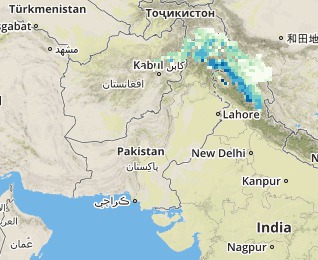 Тоҷикистон
Türkmenistan
şgabat
مشهد
和田地
Kabul کابل
افغانستان
Lahore
Pakistan
پاکستان
New Delhi
Kanpur
کراچی
India
عمان
Nagpur